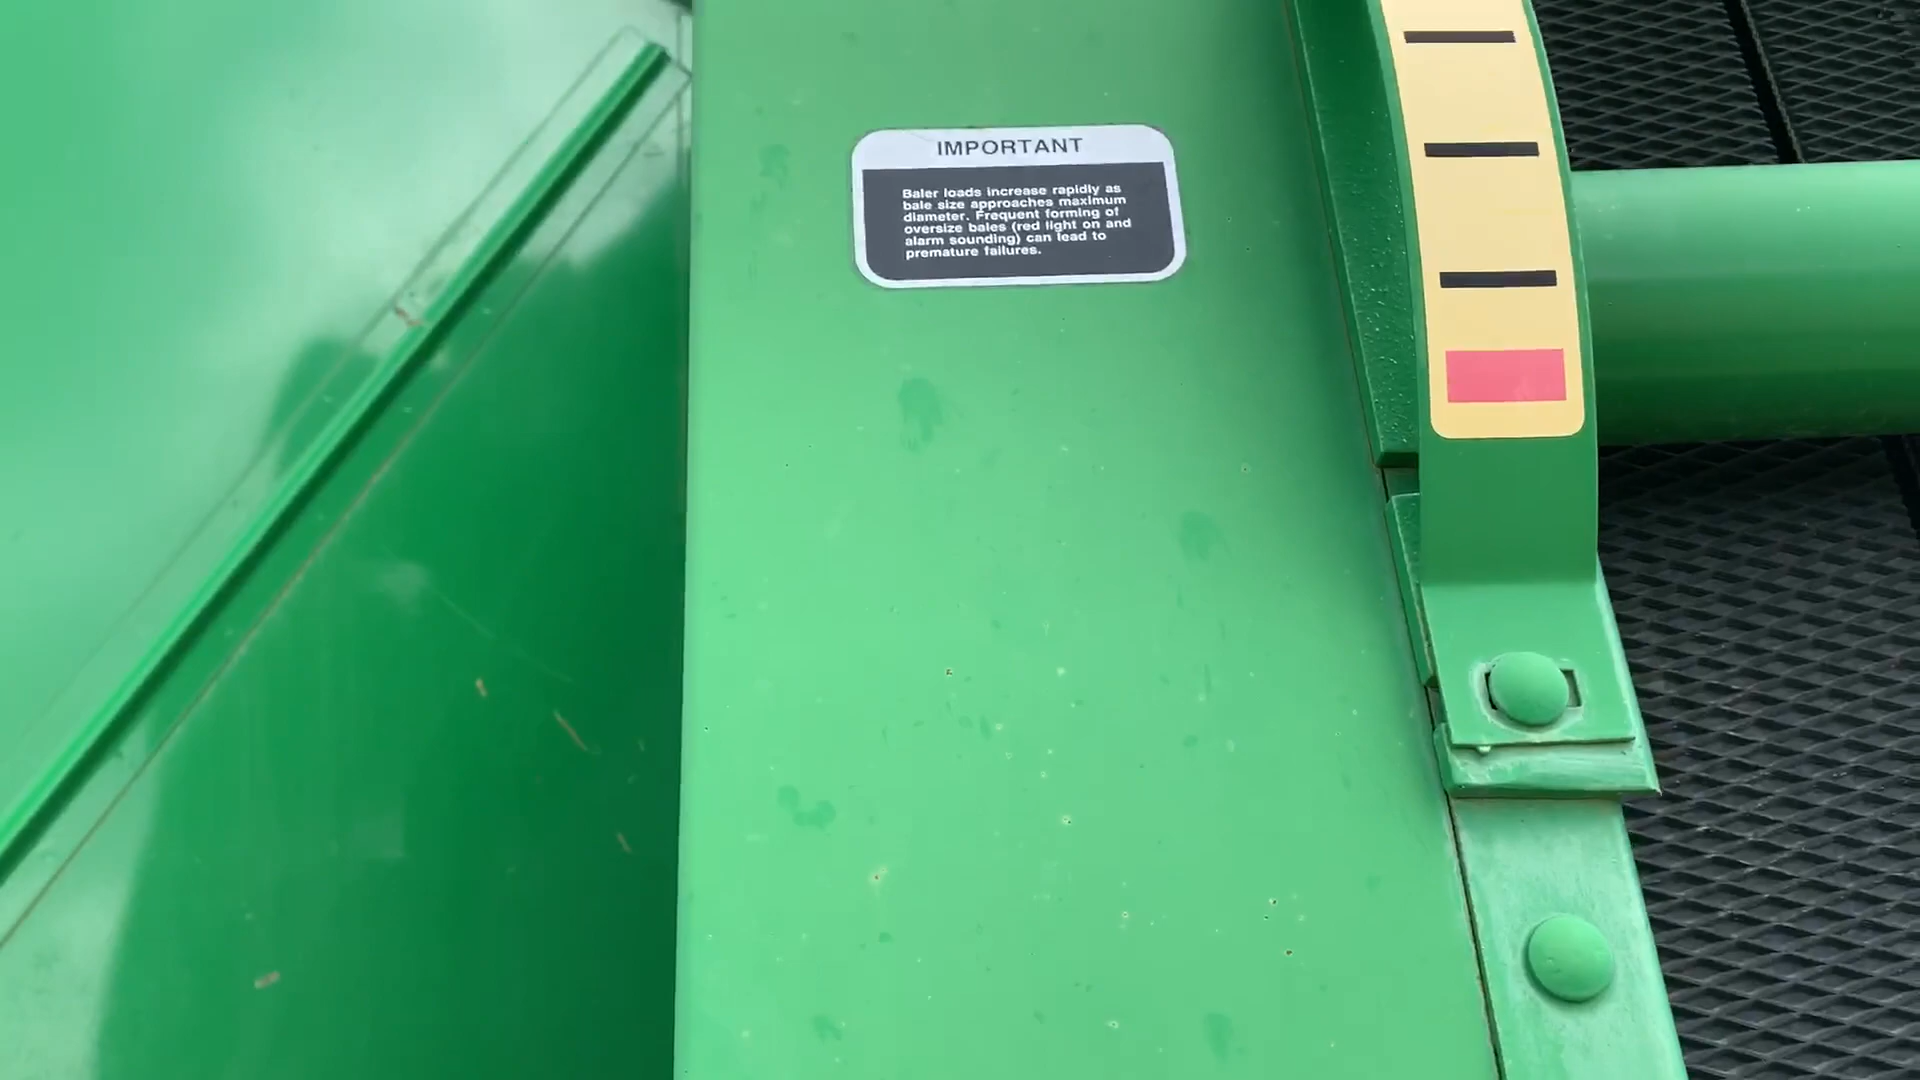 IMPORTANT
Baler loads increase rapidly as
bale size approaches maximum
diameter. Frequent forming of
oversize bales (red light on and
alarm sounding) can lead to
premature failures.